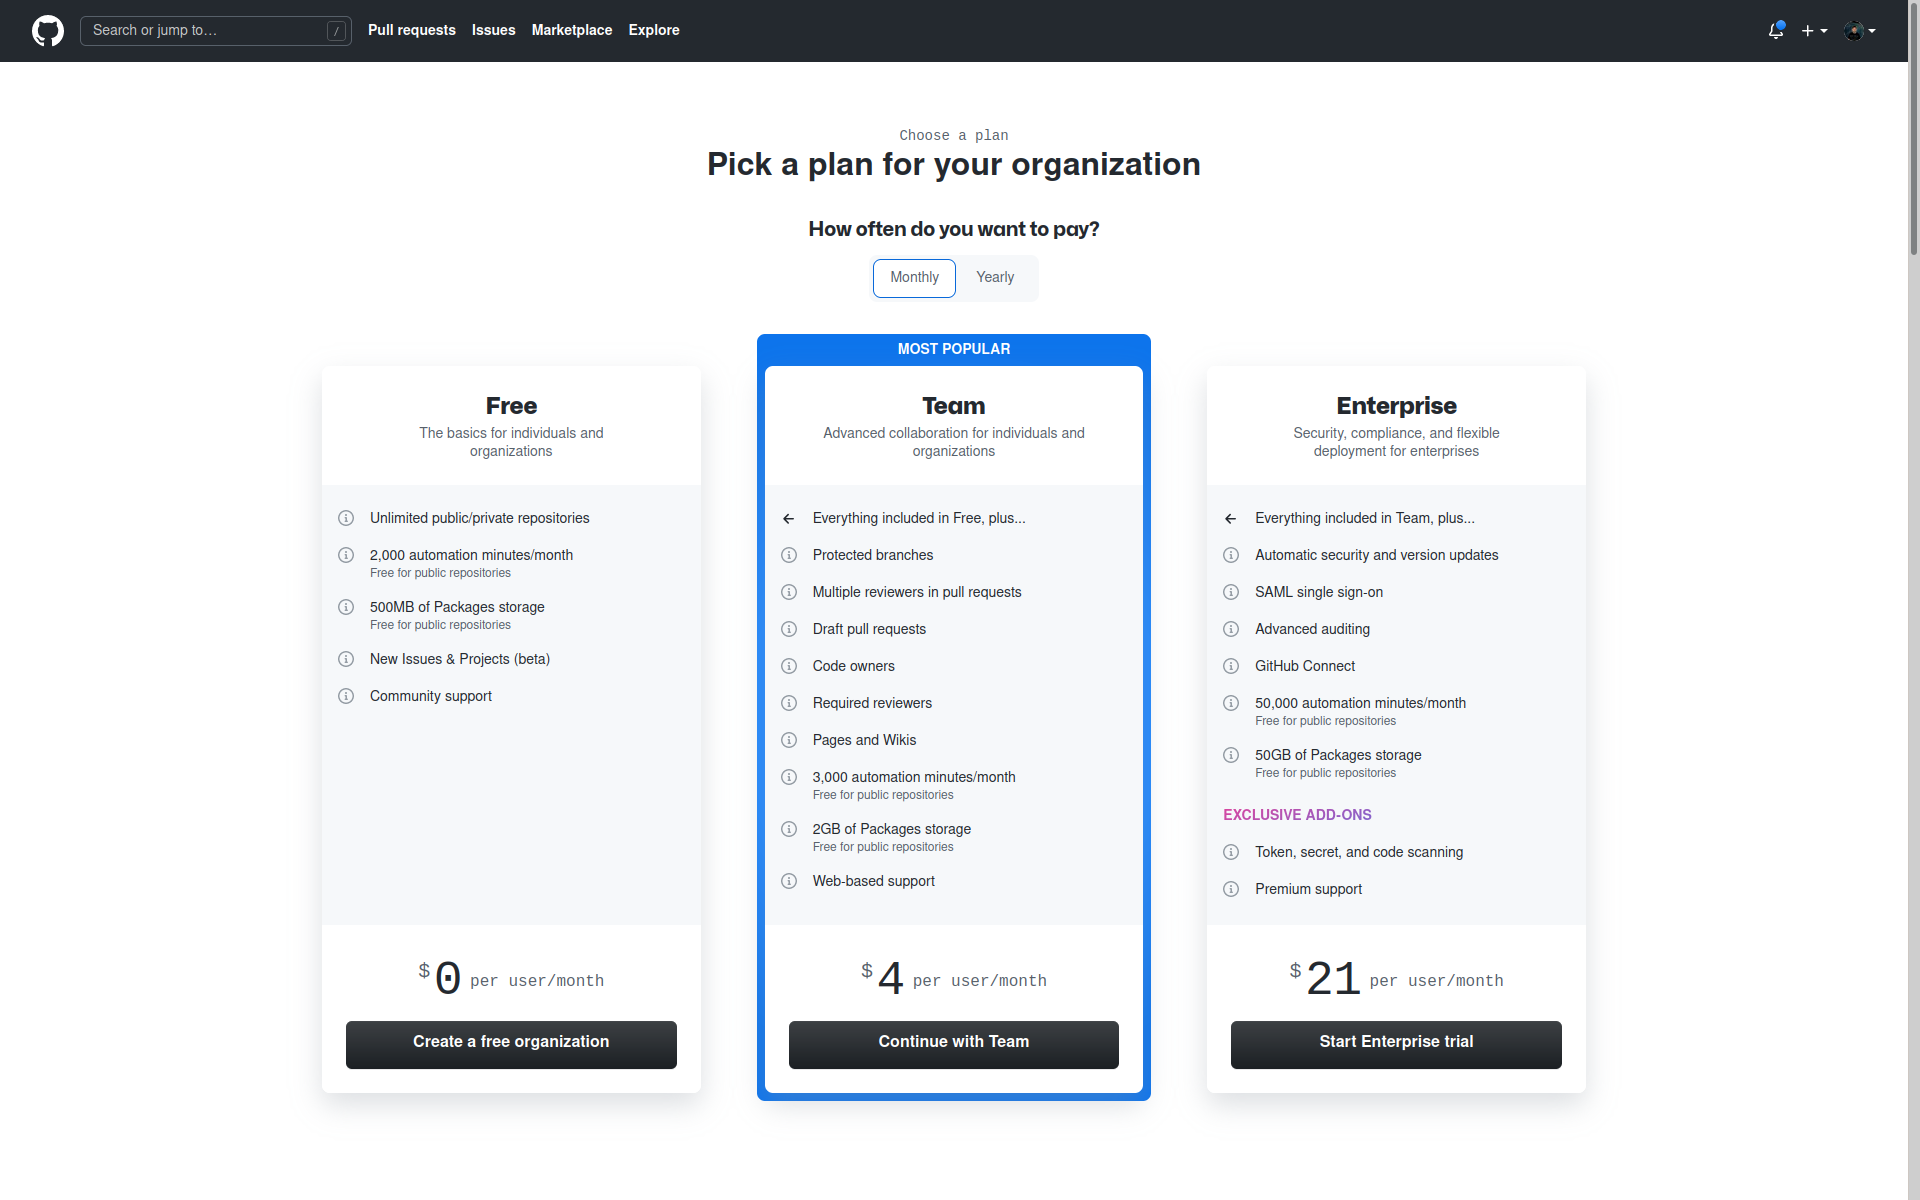 Search or jump to…
/
Pull requests
Issues
Marketplace
Explore
Choose a plan
Pick a plan for your organization
How often do you want to pay?
Monthly
Yearly
Free
The basics for individuals and
organizations
Unlimited public/private repositories
2,000 automation minutes/month
Free for public repositories
500MB of Packages storage
Free for public repositories
New Issues & Projects (beta)
Community support
$0 per user/month
Create a free organization
MOST POPULAR
Team
Advanced collaboration for individuals and
organizations
Everything included in Free, plus...
Protected branches
Multiple reviewers in pull requests
Draft pull requests
Code owners
Required reviewers
Pages and Wikis
3,000 automation minutes/month
Free for public repositories
2GB of Packages storage
Free for public repositories
Web-based support
$4 per user/month
Continue with Team
Enterprise
Security, compliance, and flexible
deployment for enterprises
Everything included in Team, plus...
Automatic security and version updates
SAML single sign-on
Advanced auditing
GitHub Connect
50,000 automation minutes/month
Free for public repositories
50GB of Packages storage
Free for public repositories
EXCLUSIVE ADD-ONS
Token, secret, and code scanning
Premium support
$21 per user/month
Start Enterprise trial